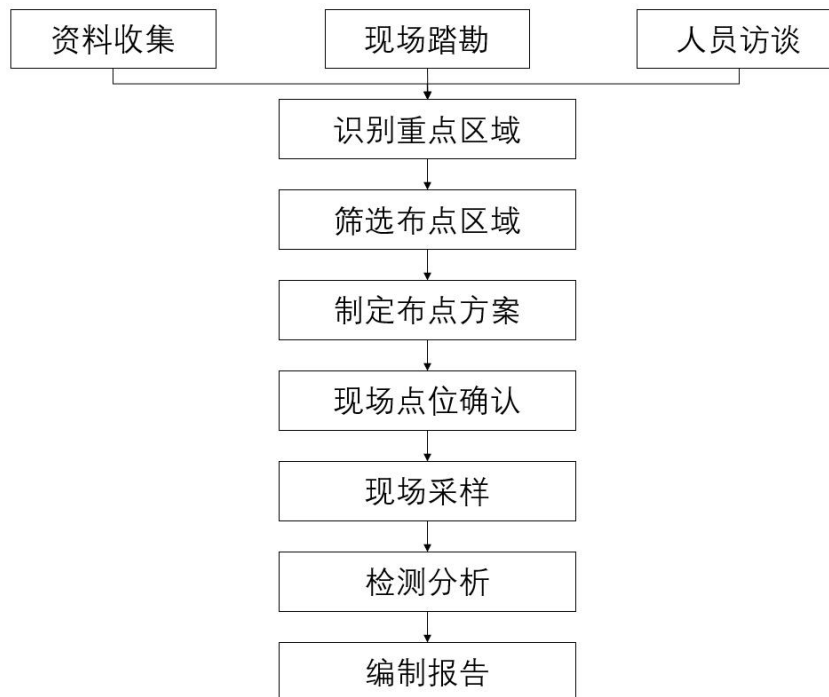 资料收集
现场踏勘
人员访谈
识别重点区域
筛选布点区域
制定布点方案
现场点位确认
现场采样
检测分析
编制报告